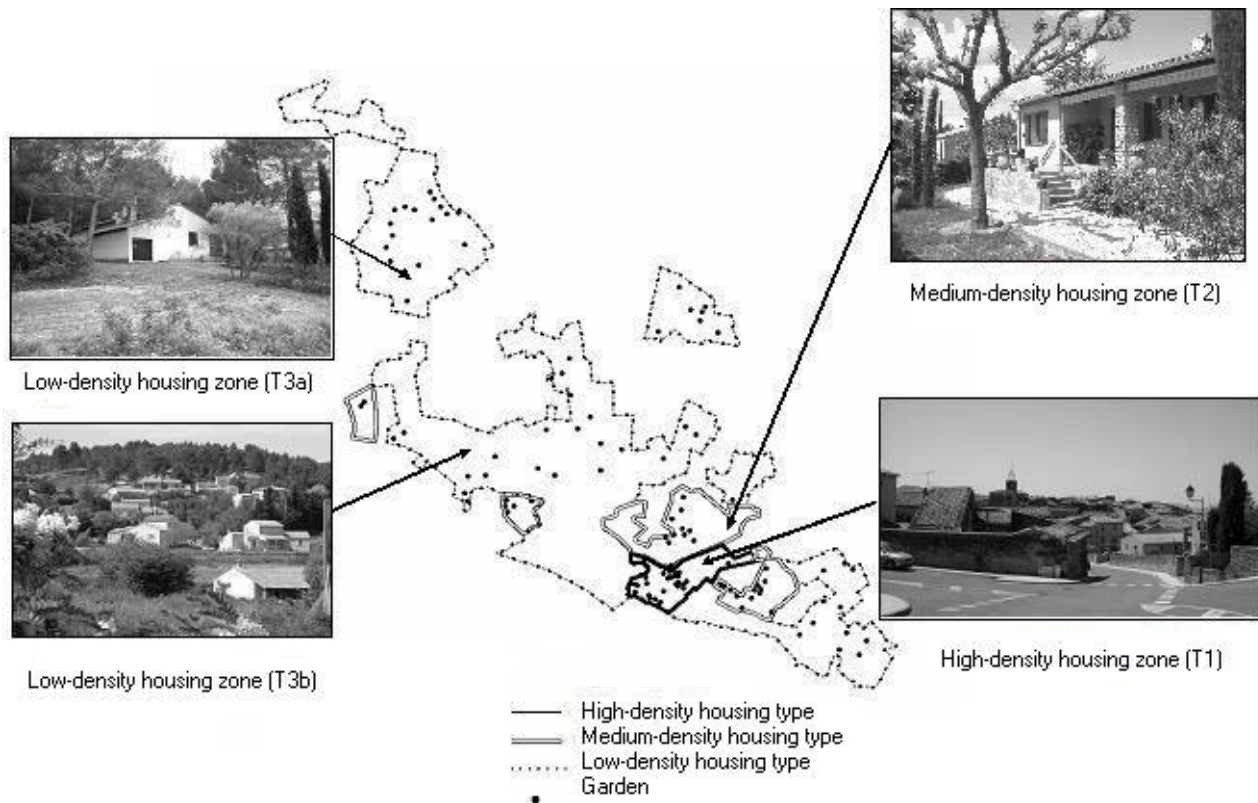 Medium-density housing zone (T2)
Low-density housing zone (T3a)
High-density housing zone (T1)
Low-density housing zone (T3b)
High-density housing type
Medium-density housing type
Low-density housing type
Garden